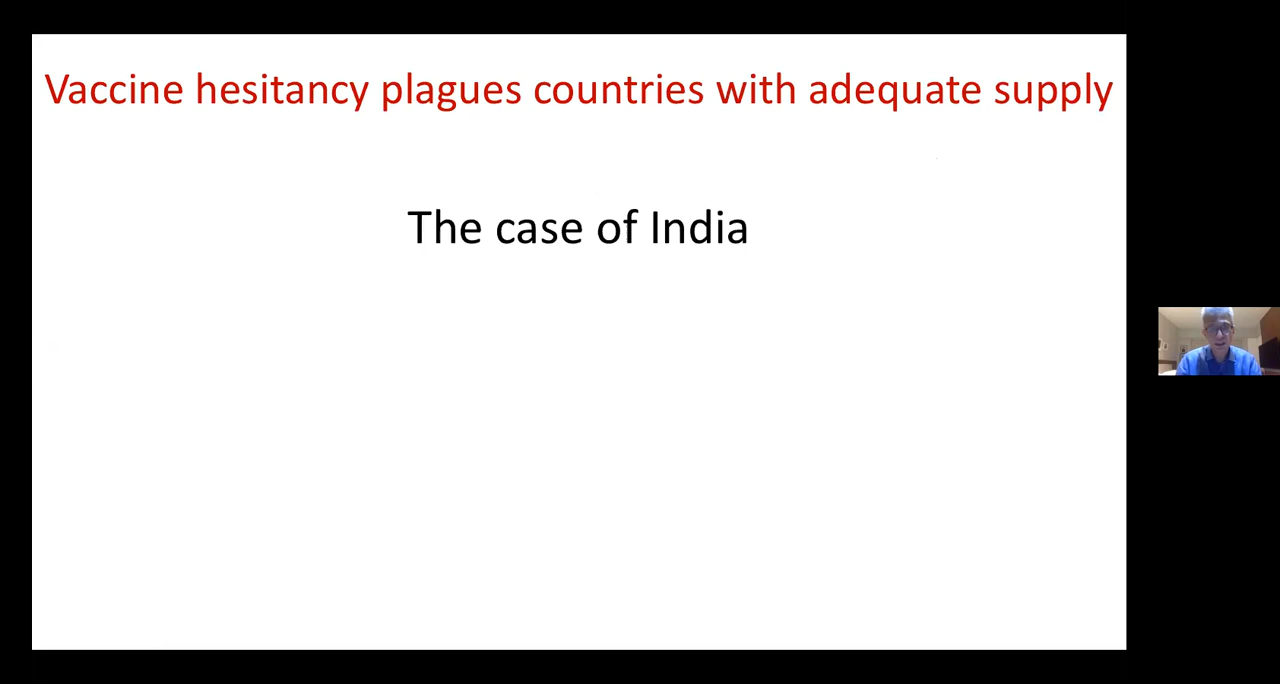 Vaccine hesitancy plagues countries with adequate supply
The case of India